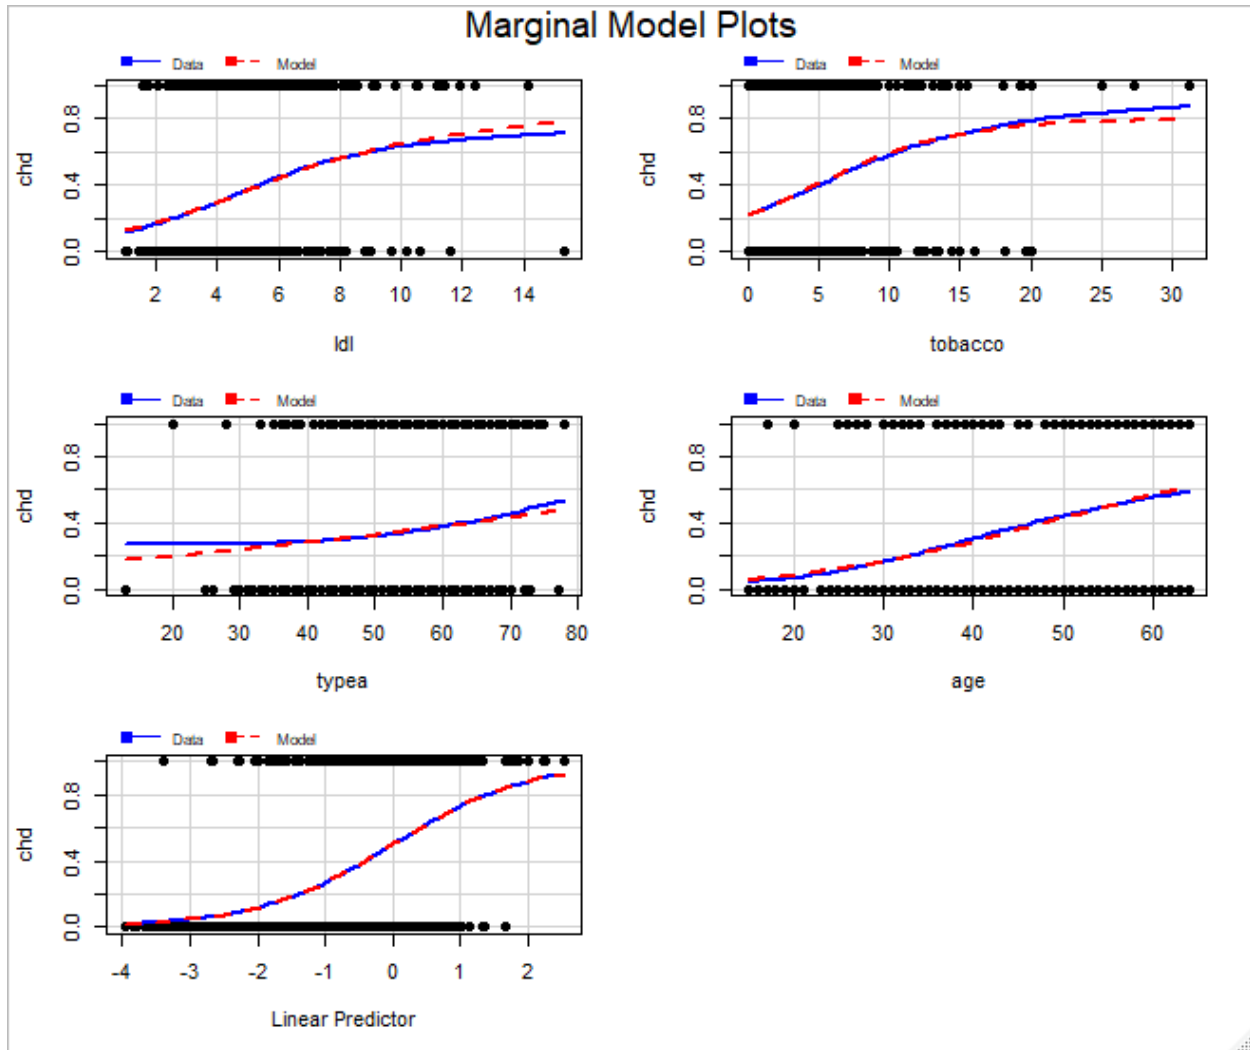 Marginal Model Plots
Data Model
chd
0.0 0.4 0.8
2 4 6 8 10 12 14
ldl
Data Model
chd
0.0 0.4 0.8
0 5 10 15 20 25 30
tobacco
Data Model
chd
0.0 0.4 0.8
20 30 40 50 60 70 80
typea
Data Model
chd
0.0 0.4 0.8
20 30 40 50 60
age
Data Model
chd
0.0 0.4 0.8
-4 -3 -2 -1 0 1 2
Linear Predictor